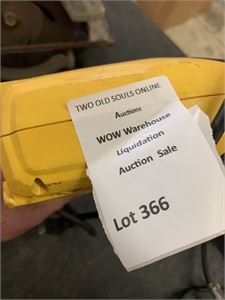 TWO OLD SOULS ONLINE
Auctions
WOW Warehouse
Liquidation
Auction Sale
Lot 366